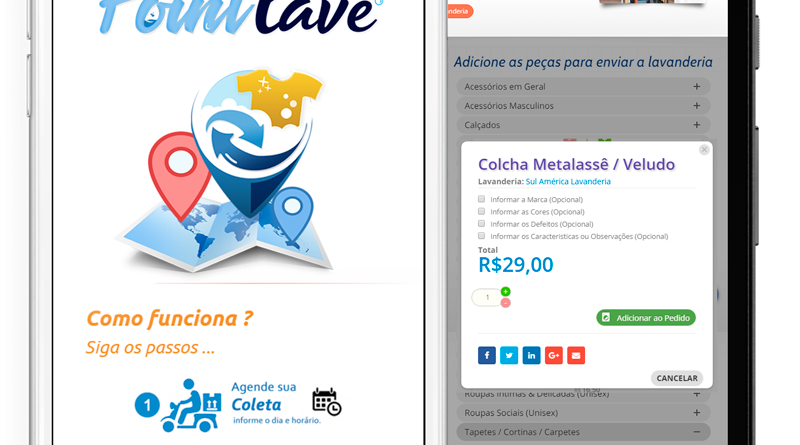 PointLave
Como funciona ?
Siga os passos ...
1
Agende sua
Coleta
informe o dia e horário.
Adicione as peças para enviar a lavanderia
Acessórios em Geral +
Acessórios Masculinos +
Calçados +
Colcha Metalassê / Veludo
Lavanderia: Sul América Lavanderia
Informar a Marca (Opcional)
Informar as Cores (Opcional)
Informar os Defeitos (Opcional)
Informar os Caracteristicas ou Observações (Opcional)
Total
R$29,00
1
Adicionar ao Pedido
CANCELAR
Roupas Íntimas & Delicadas (Unisex) +
Roupas Sociais (Unisex) +
Tapetes / Cortinas / Carpetes −